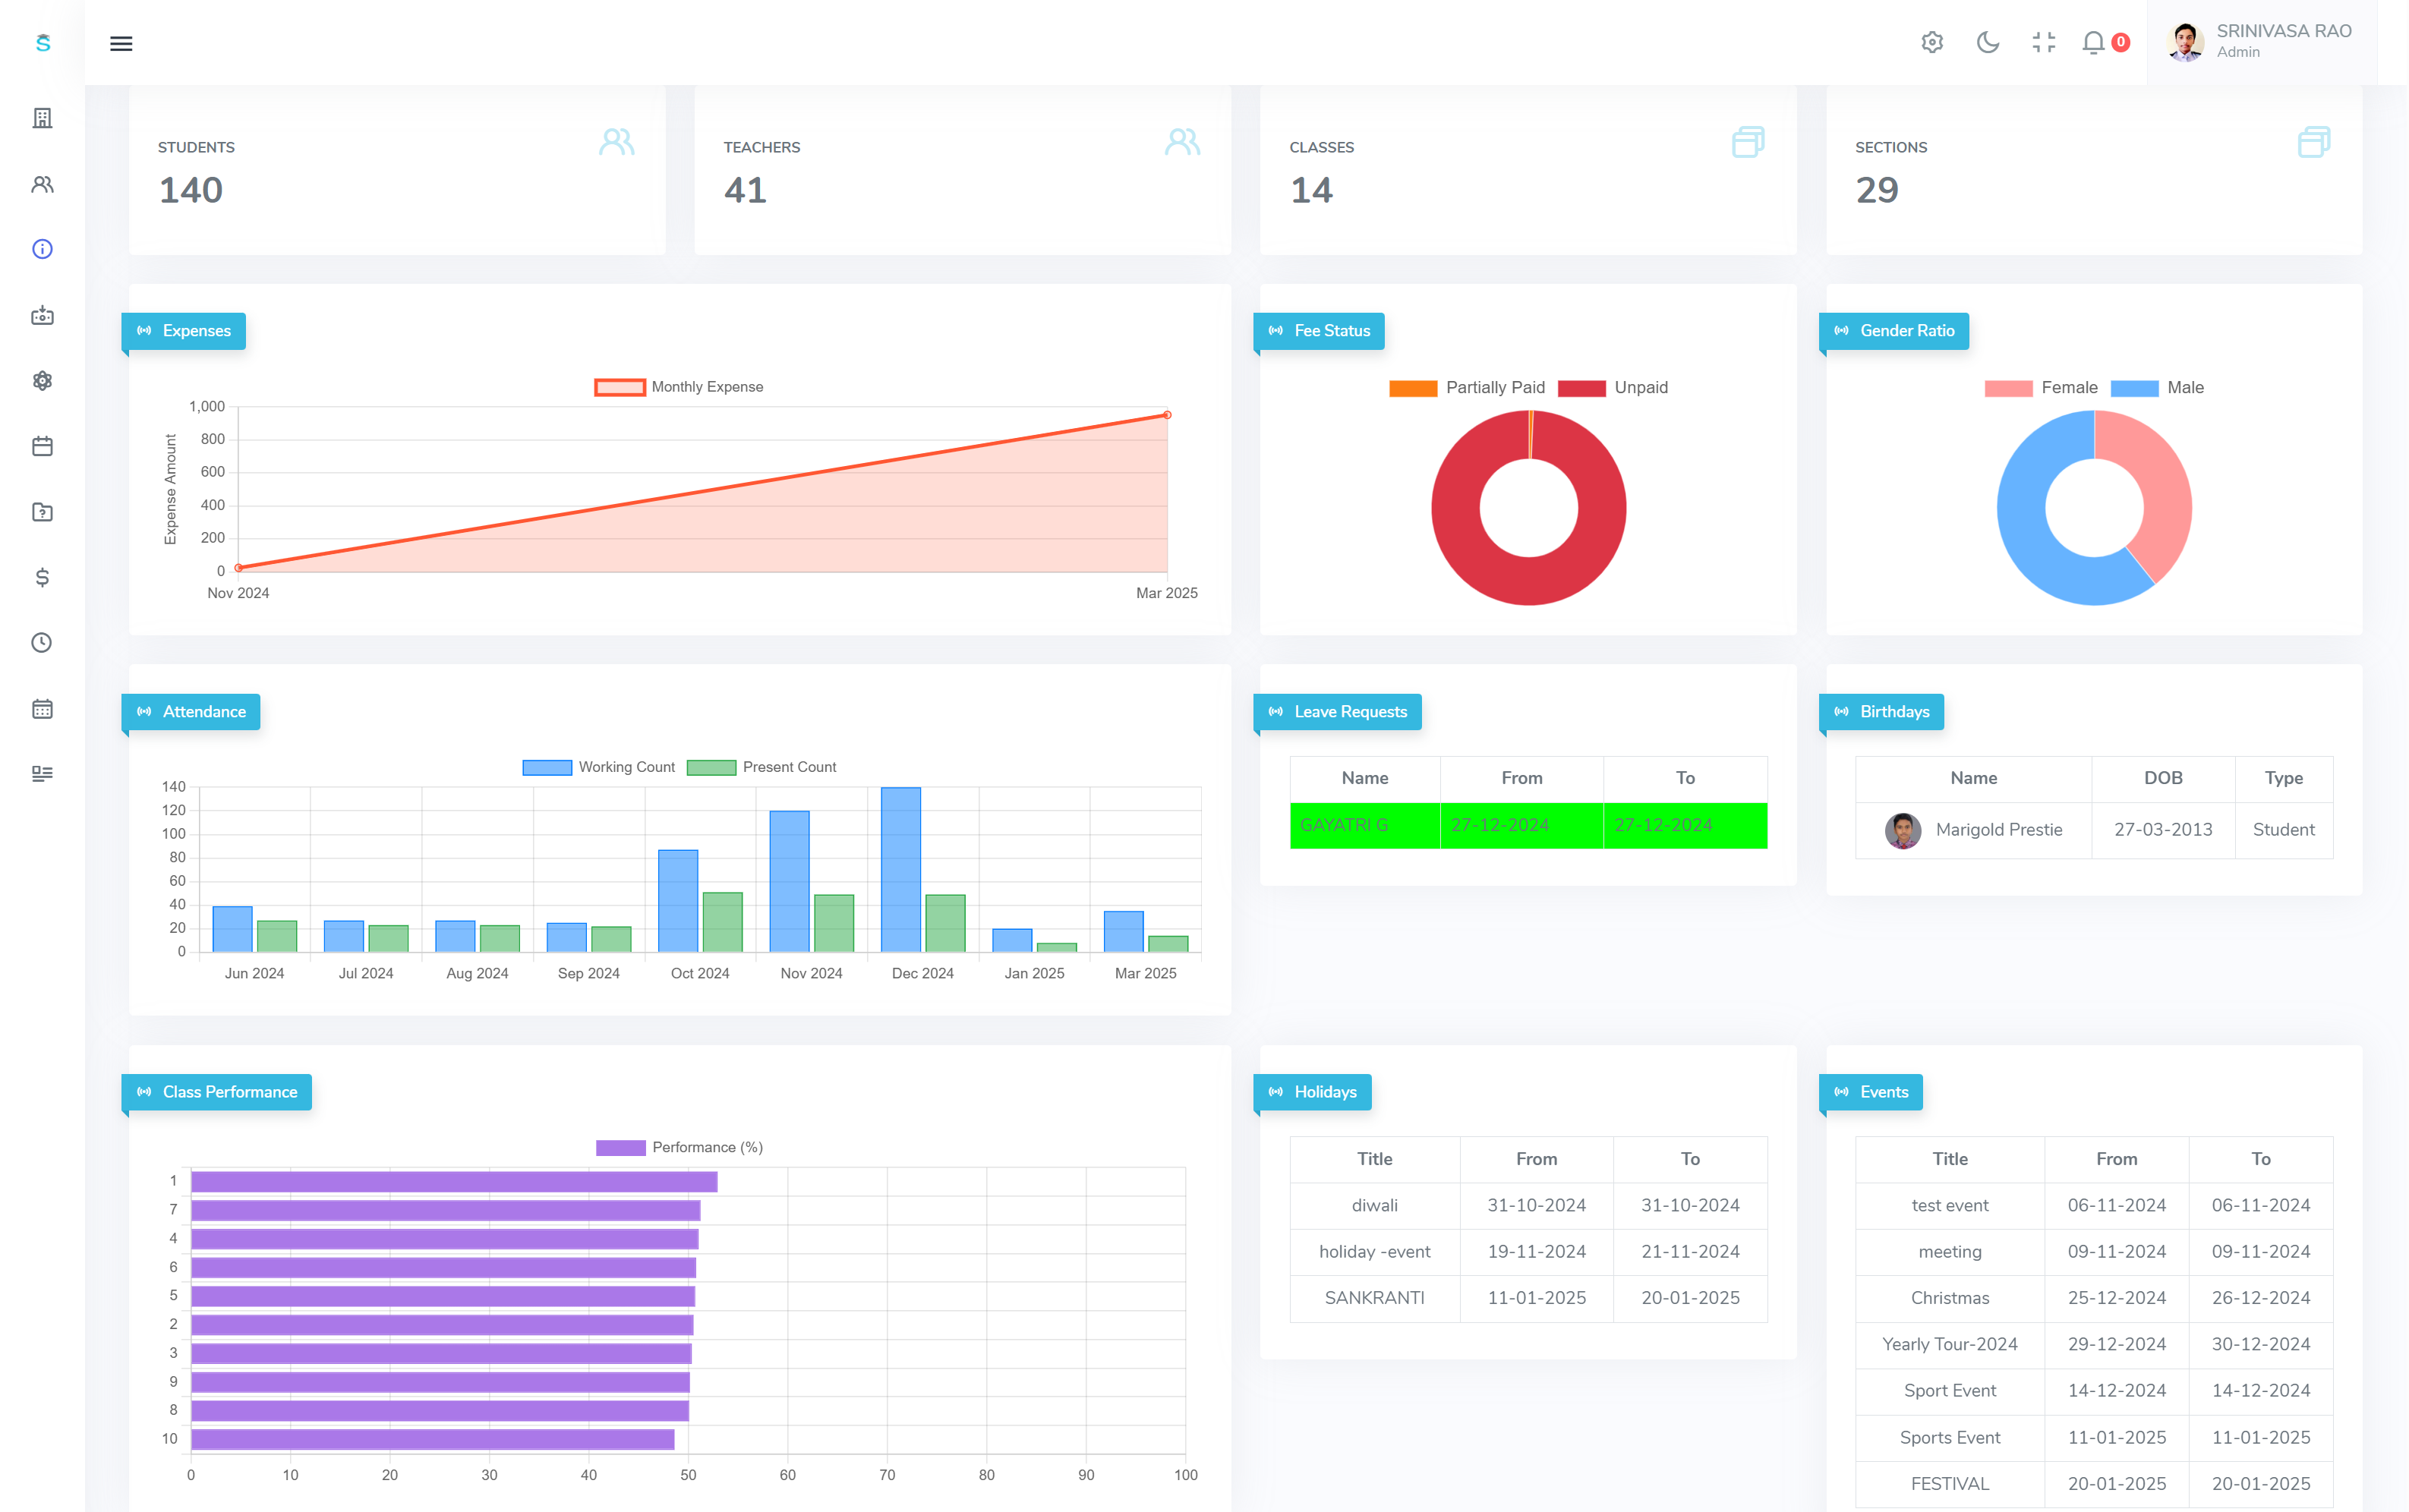 S
0
SRINIVASA RAO
Admin
STUDENTS
140
TEACHERS
41
CLASSES
14
SECTIONS
29
Expenses
Monthly Expense
Expense Amount
1,000
800
600
400
200
0
Nov 2024 Mar 2025
Fee Status
Partially Paid Unpaid
Gender Ratio
Female Male
Attendance
Working Count Present Count
140
120
100
80
60
40
20
0
Jun 2024 Jul 2024 Aug 2024 Sep 2024 Oct 2024 Nov 2024 Dec 2024 Jan 2025 Mar 2025
Leave Requests
Name From To
GAYATRI G 27-12-2024 27-12-2024
Birthdays
Name DOB Type
Marigold Prestie 27-03-2013 Student
Class Performance
Performance (%)
1
7
4
6
5
2
3
9
8
10
0 10 20 30 40 50 60 70 80 90 100
Holidays
Title From To
diwali 31-10-2024 31-10-2024
holiday -event 19-11-2024 21-11-2024
SANKRANTI 11-01-2025 20-01-2025
Events
Title From To
test event 06-11-2024 06-11-2024
meeting 09-11-2024 09-11-2024
Christmas 25-12-2024 26-12-2024
Yearly Tour-2024 29-12-2024 30-12-2024
Sport Event 14-12-2024 14-12-2024
Sports Event 11-01-2025 11-01-2025
FESTIVAL 20-01-2025 20-01-2025